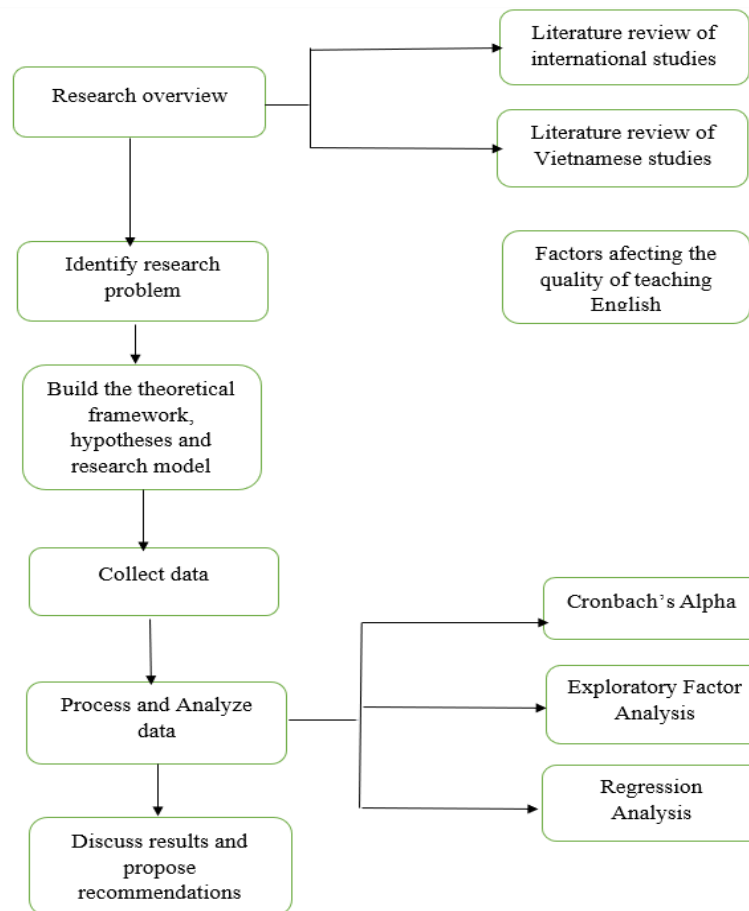 Research overview
Literature review of
international studies
Literature review of
Vietnamese studies
Identify research
problem
Factors afecting the
quality of teaching
English
Build the theoretical
framework,
hypotheses and
research model
Collect data
Process and Analyze
data
Cronbach’s Alpha
Exploratory Factor
Analysis
Regression
Analysis
Discuss results and
propose
recommendations